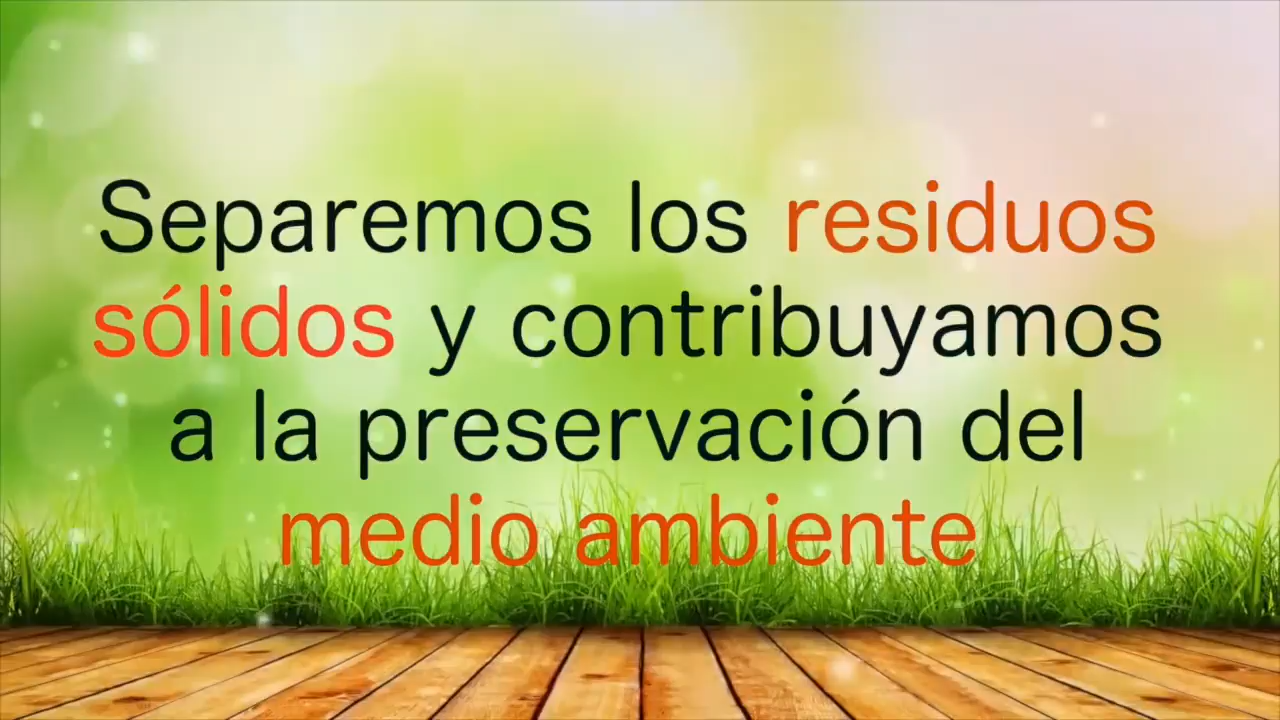 Separemos los residuos
sólidos y contribuyamos
a la preservación del
medio ambiente